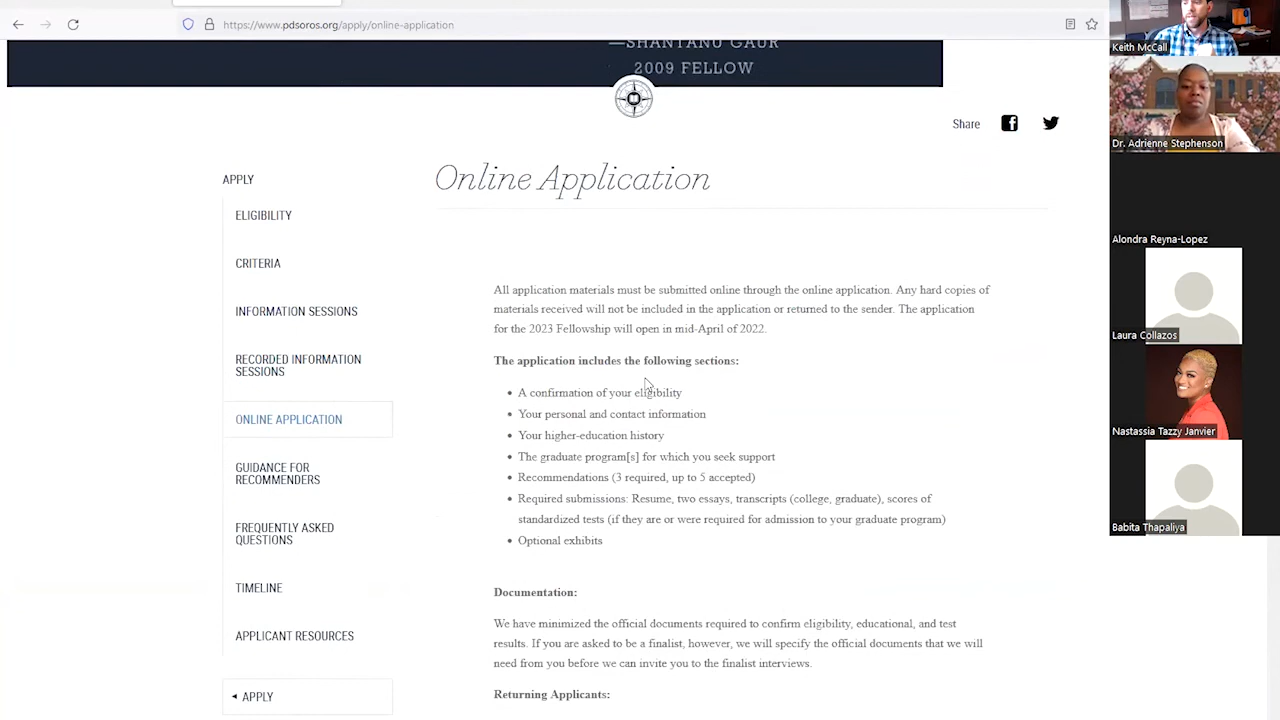 https://www.pdsoros.org/apply/online-application
—SHANTANU GAUR
2009 FELLOW
Share
APPLY
ELIGIBILITY
CRITERIA
INFORMATION SESSIONS
RECORDED INFORMATION
SESSIONS
ONLINE APPLICATION
GUIDANCE FOR
RECOMMENDERS
FREQUENTLY ASKED
QUESTIONS
TIMELINE
APPLICANT RESOURCES
APPLY
Online Application
All application materials must be submitted online through the online application. Any hard copies of
materials received will not be included in the application or returned to the sender. The application
for the 2023 Fellowship will open in mid-April of 2022.
The application includes the following sections:
• A confirmation of your eligibility
• Your personal and contact information
• Your higher-education history
• The graduate program[s] for which you seek support
• Recommendations (3 required, up to 5 accepted)
• Required submissions: Resume, two essays, transcripts (college, graduate), scores of
standardized tests (if they are or were required for admission to your graduate program)
• Optional exhibits
Documentation:
We have minimized the official documents required to confirm eligibility, educational, and test
results. If you are asked to be a finalist, however, we will specify the official documents that we will
need from you before we can invite you to the finalist interviews.
Returning Applicants:
Keith McCall
Dr. Adrienne Stephenson
Alondra Reyna-Lopez
Laura Collazos
Nastassia Tazzy Janvier
Babita Thapaliya